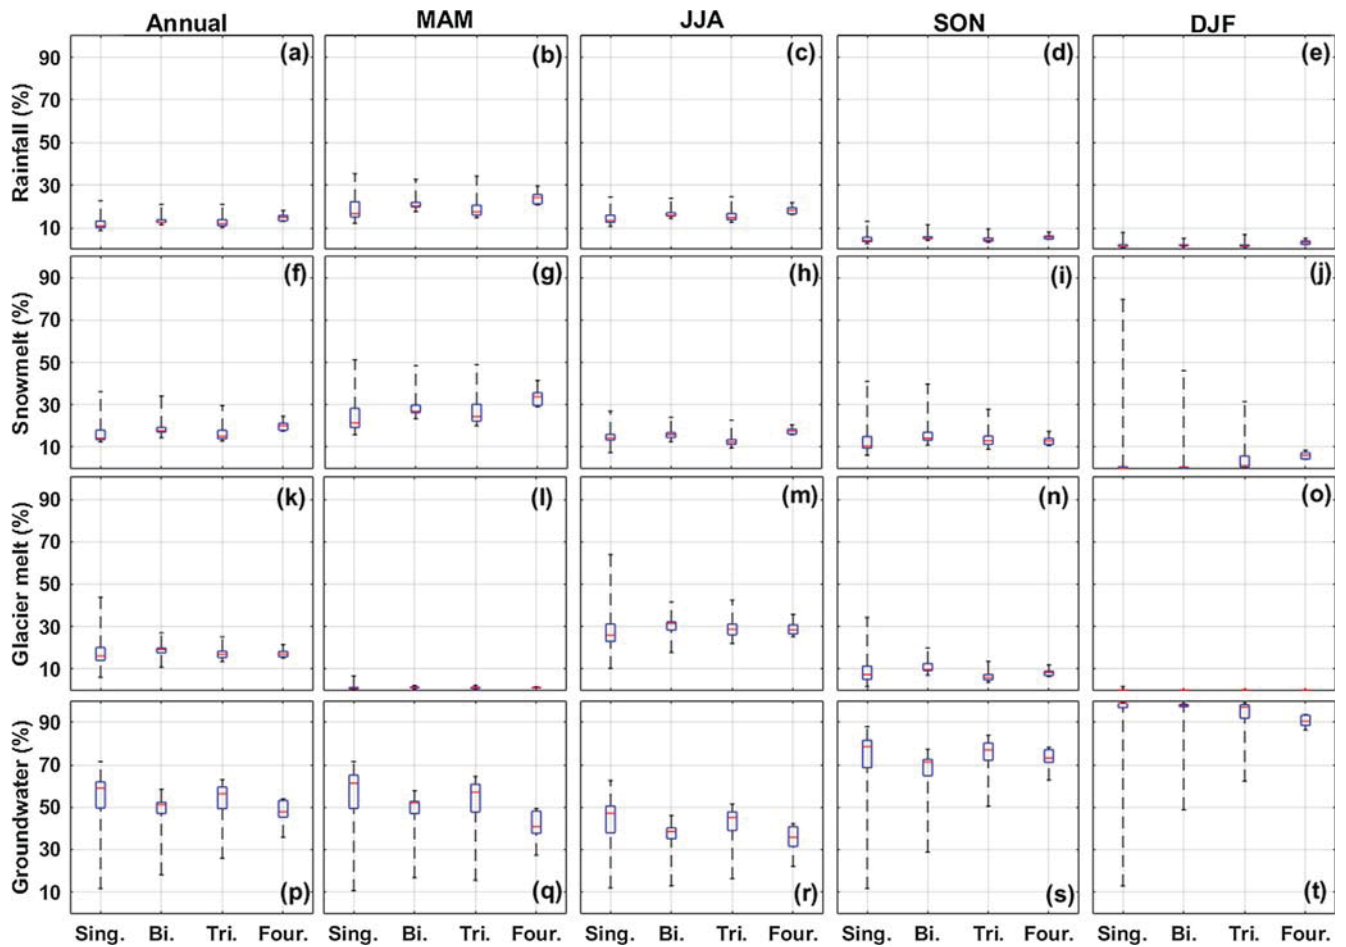 Annual MAM JJA SON DJF
Rainfall (%)
90 70 50 30 10
(a) (b) (c) (d) (e)
Snowmelt (%)
90 70 50 30 10
(f) (g) (h) (i) (j)
Glacier melt (%)
90 70 50 30 10
(k) (l) (m) (n) (o)
Groundwater (%)
90 70 50 30 10
(p) (q) (r) (s) (t)
Sing. Bi. Tri. Four. Sing. Bi. Tri. Four. Sing. Bi. Tri. Four. Sing. Bi. Tri. Four. Sing. Bi. Tri. Four.